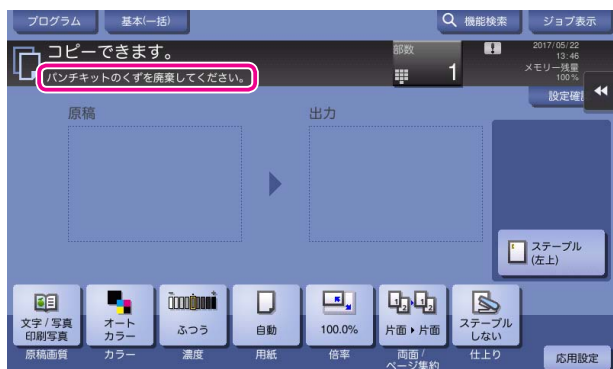 プログラム
基本(一括)
機能検索
ジョブ表示
コピーできます。
パンチキットのくずを廃棄してください。
部数
1
2017/05/22
13:46
メモリー残量
100%
設定確
原稿
出力
ステープル
(左上)
文字/写真
印刷写真
オート
カラー
ふつう
自動
100.0%
片面 片面
ステープル
しない
原稿画質
カラー
濃度
用紙
倍率
両面/
ページ集約
仕上り
応用設定